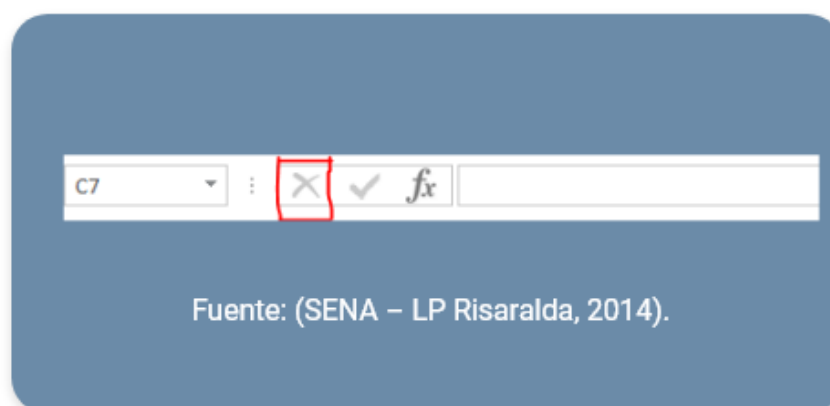 C7 fx
Fuente: (SENA – LP Risaralda, 2014).